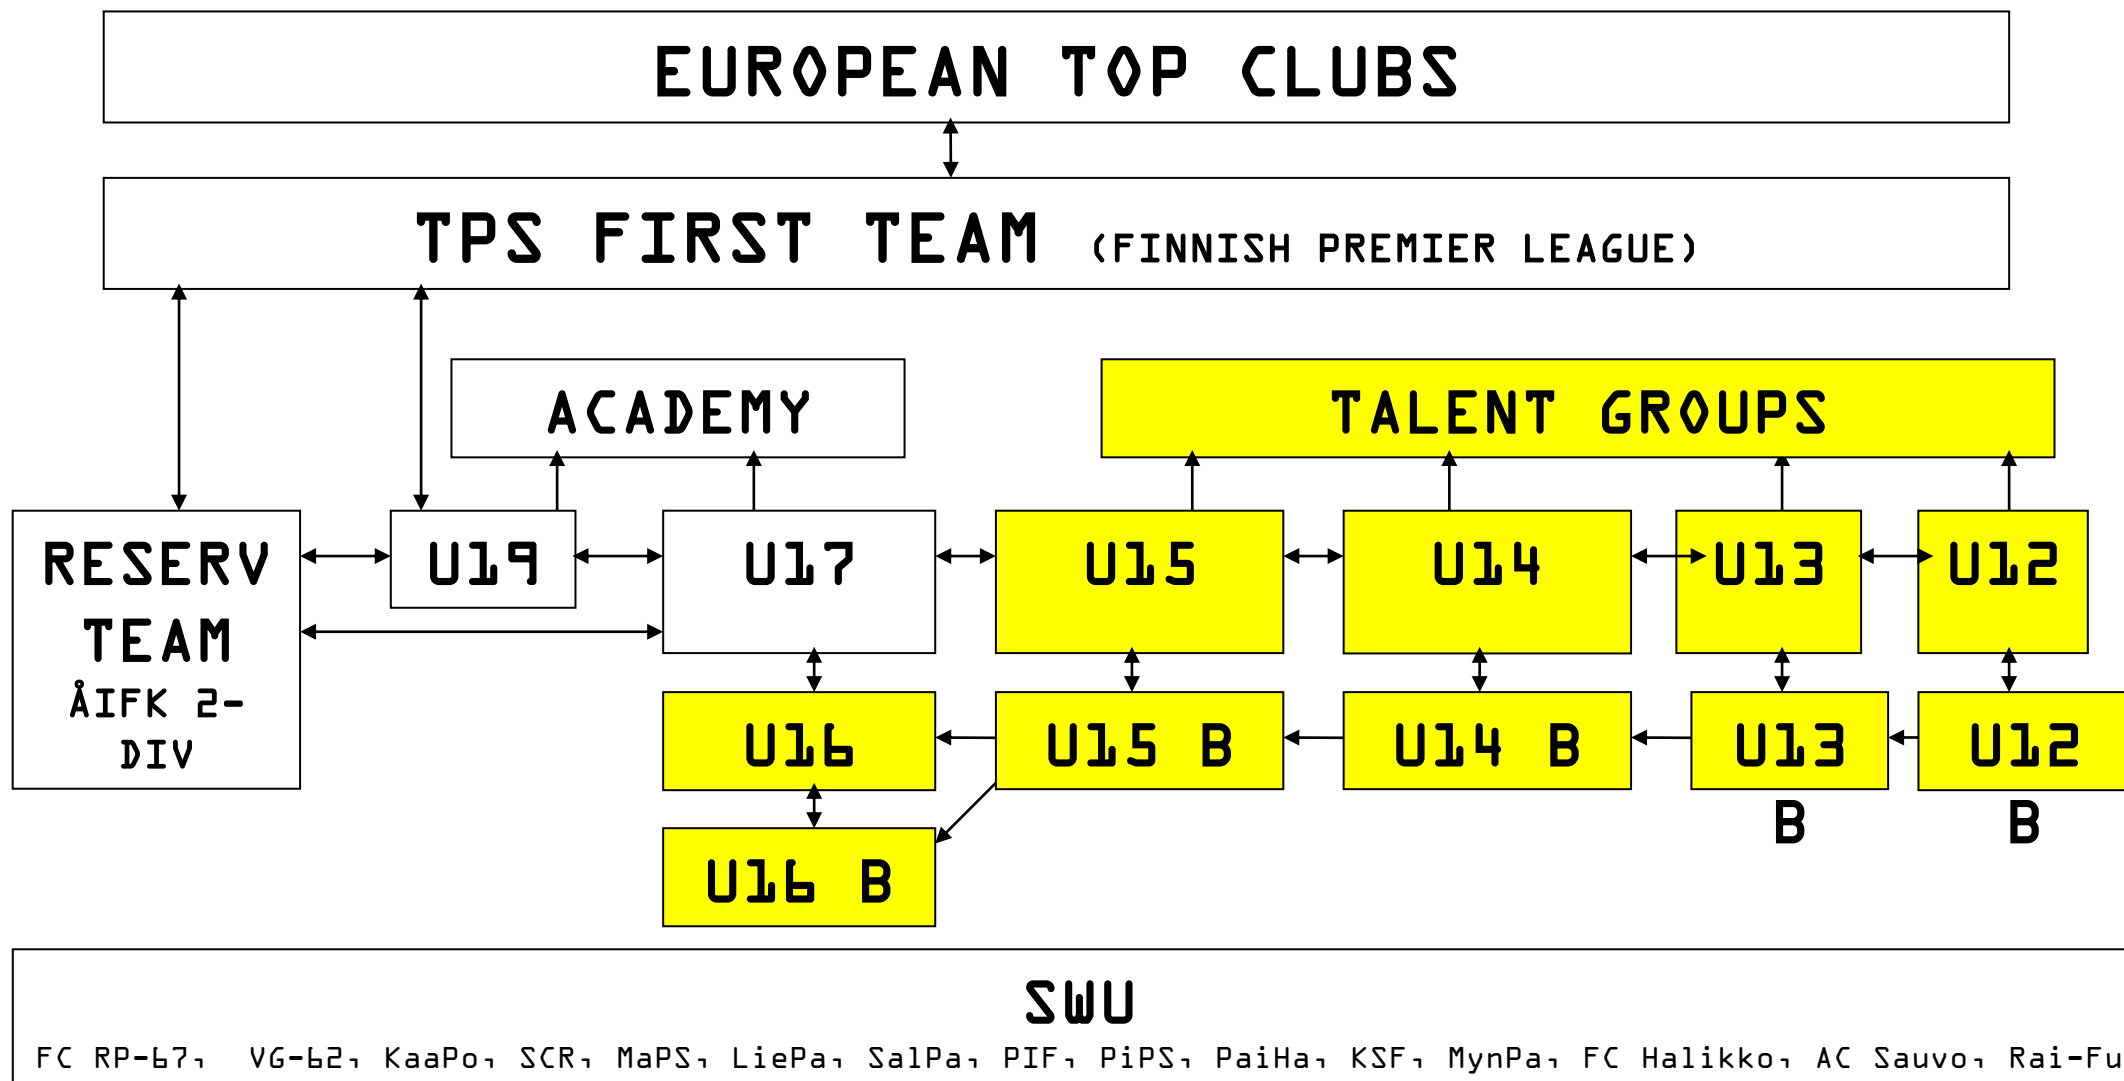 EUROPEAN TOP CLUBS
TPS FIRST TEAM (FINNISH PREMIER LEAGUE)
ACADEMY
TALENT GROUPS
RESERV
TEAM
ÅIFK 2-
DIV
U19
U17
U15
U14
U13
U12
U16
U15 B
U14 B
U13
B
U12
B
U16 B
SWU
FC RP-67, VG-62, KaaPo, SCR, MaPS, LiePa, SalPa, PIF, PiPS, PaiHa, KSF, MynPa, FC Halikko, AC Sauvo, Rai-Fu